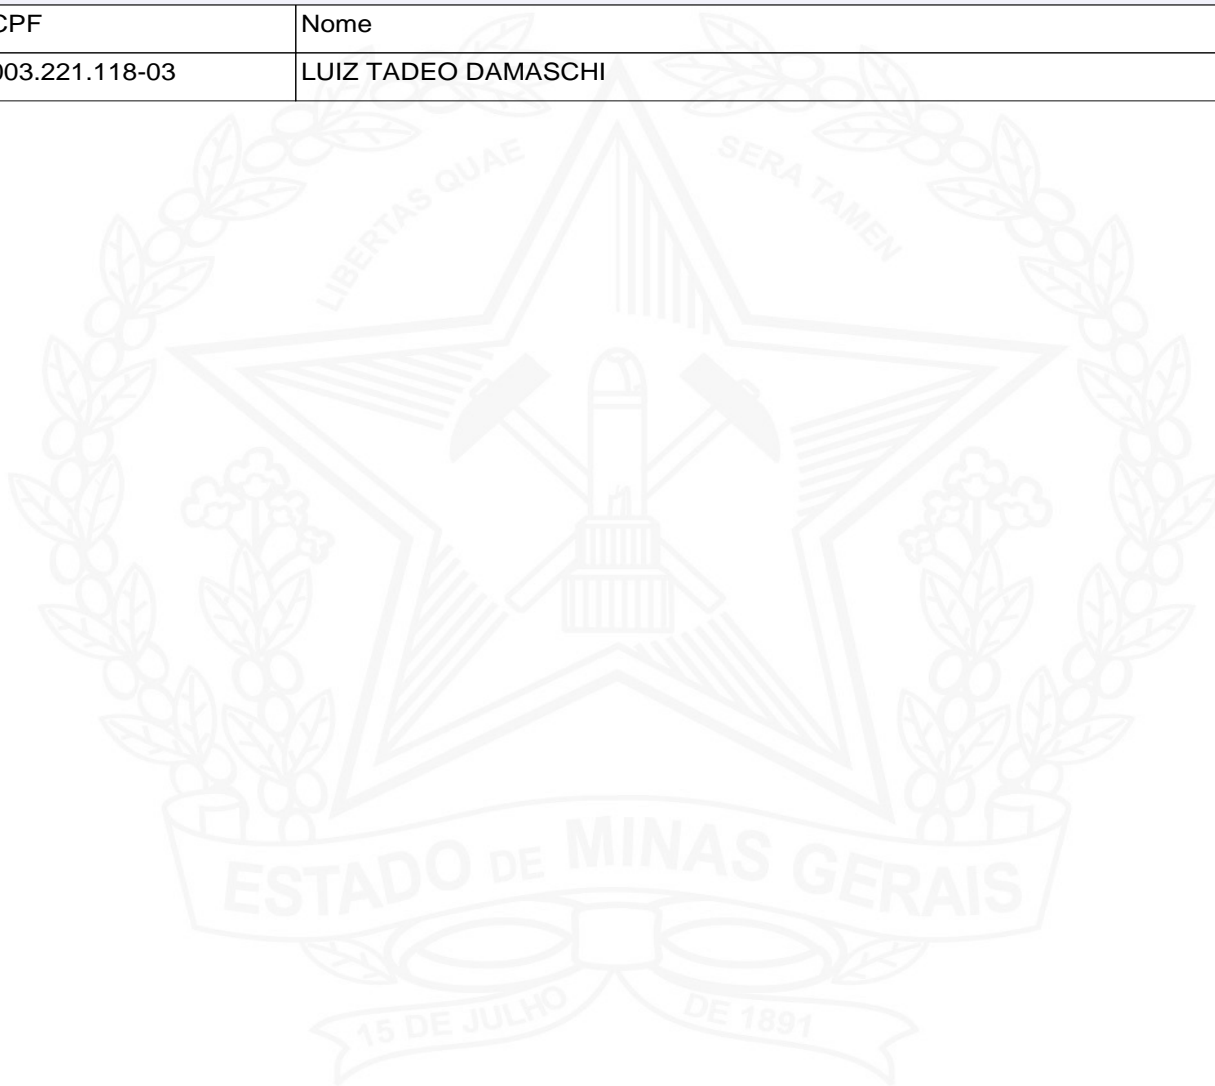 CPF Nome
003.221.118-03 LUIZ TADEO DAMASCHI
LIBERTAS QUAE SERA TAMEN
ESTADO DE MINAS GERAIS
15 DE JULHO DE 1891